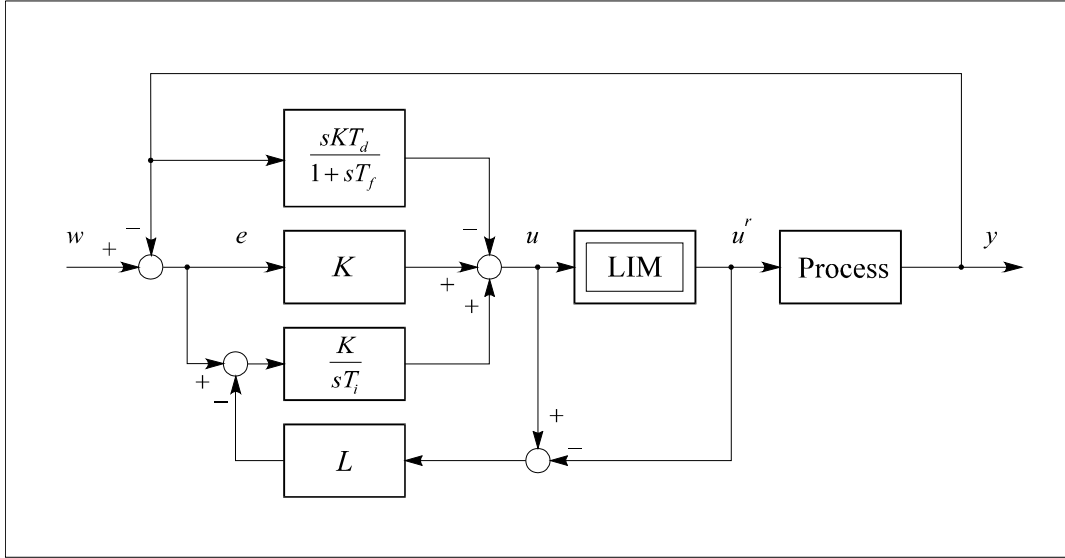 sKT_d
1 + sT_f
w
+
−
e
K
−
+
+
u
LIM
u^r
Process
y
+
−
K
sT_i
L
+
−